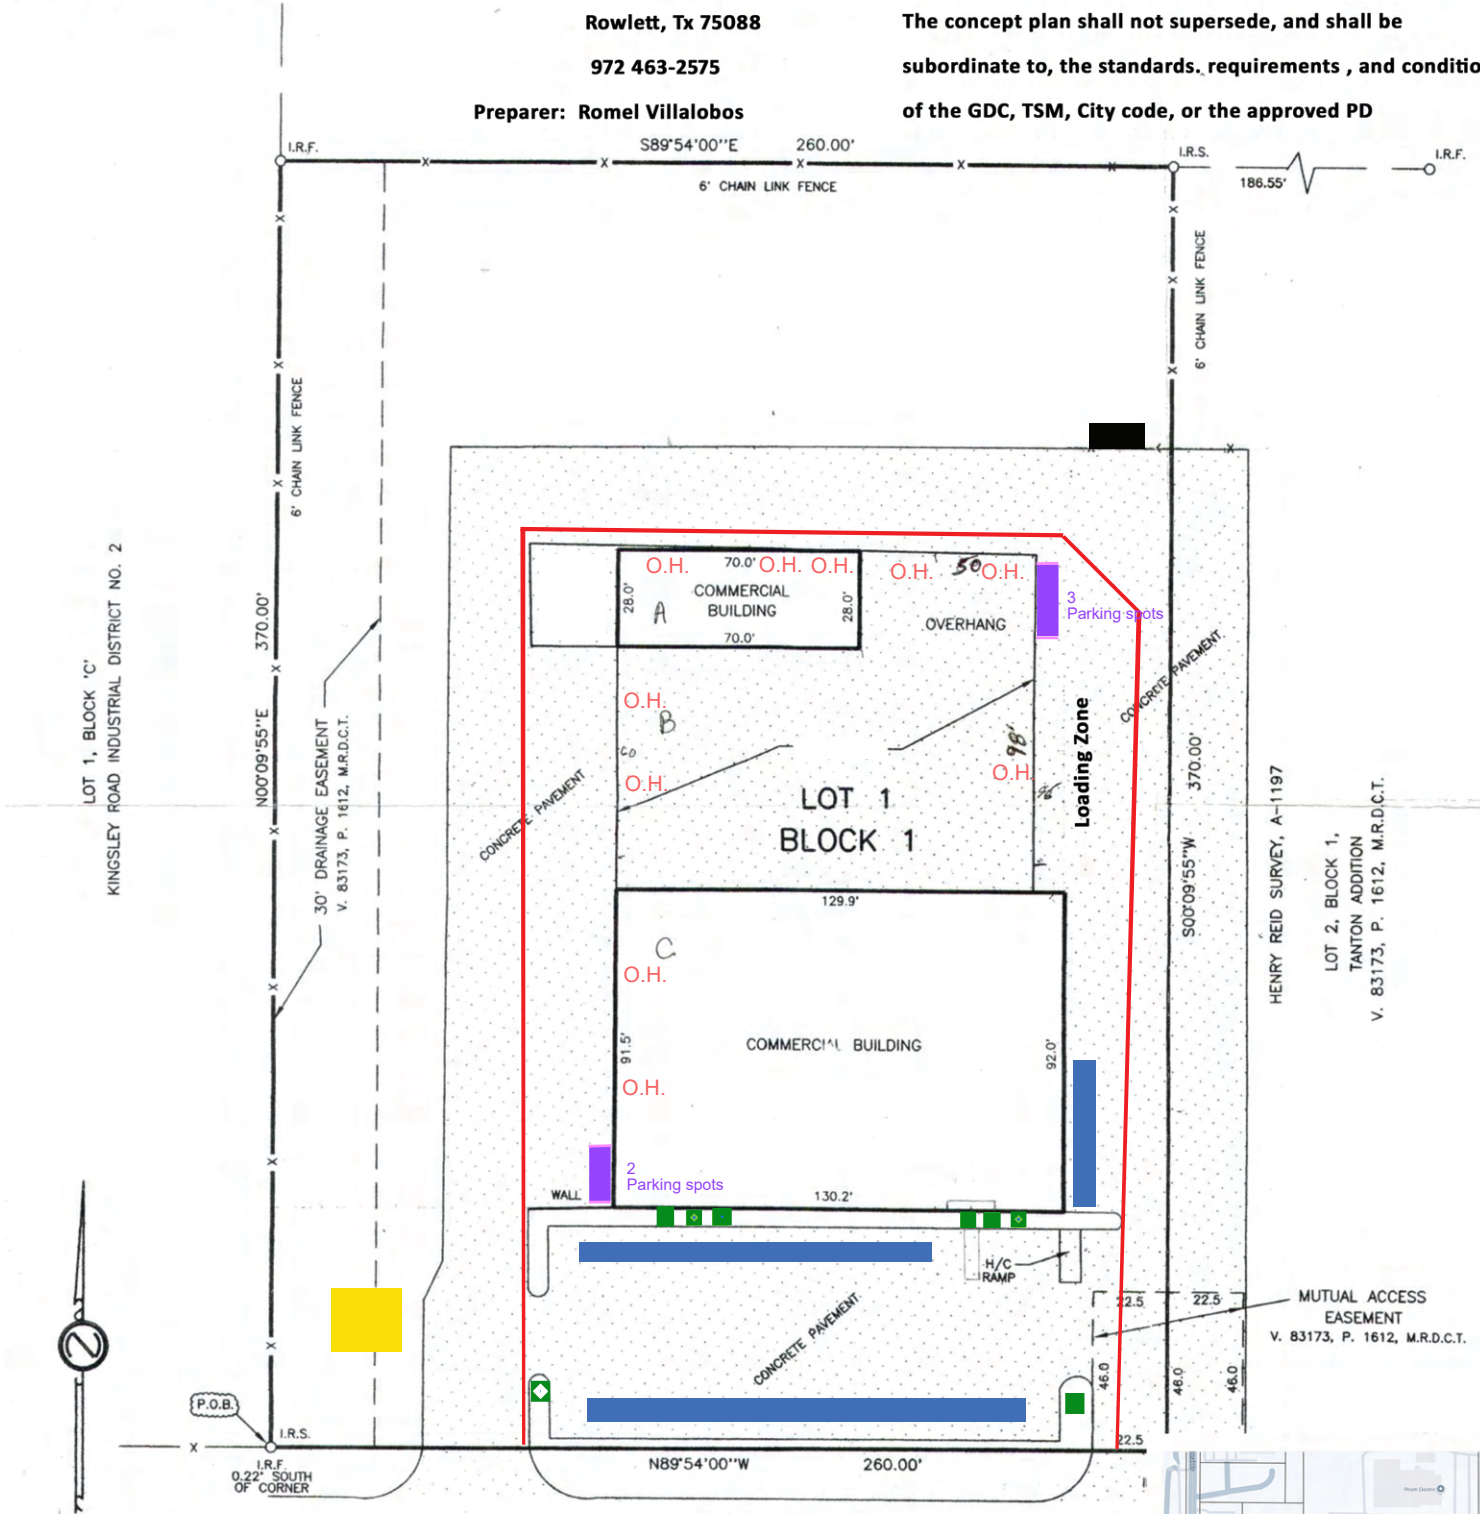 Rowlett, Tx 75088
972 463-2575
Preparer: Romel Villalobos
The concept plan shall not supersede, and shall be
subordinate to, the standards. requirements , and conditio
of the GDC, TSM, City code, or the approved PD
I.R.F.
S89°54'00"E 260.00'
I.R.S.
I.R.F.
186.55'
6' CHAIN LINK FENCE
6' CHAIN LINK FENCE
6' CHAIN LINK FENCE
LOT 1, BLOCK 'C'
KINGSLEY ROAD INDUSTRIAL DISTRICT NO. 2
N00°09'55"E 370.00'
30' DRAINAGE EASEMENT
V. 83173, P. 1612, M.R.D.C.T.
O.H.
70.0'
O.H.
O.H.
O.H.
50
O.H.
28.0'
A
COMMERCIAL
BUILDING
28.0'
70.0'
OVERHANG
3
Parking spots
CONCRETE PAVEMENT
O.H.
B
60
O.H.
98'
O.H.
Loading Zone
CONCRETE PAVEMENT
LOT 1
BLOCK 1
370.00'
S00°09'55"W
HENRY REID SURVEY, A-1197
LOT 2, BLOCK 1,
TANTON ADDITION
V. 83173, P. 1612, M.R.D.C.T.
129.9'
C
O.H.
COMMERCIAL BUILDING
91.5'
92.0'
O.H.
2
Parking spots
WALL
130.2'
H/C
RAMP
CONCRETE PAVEMENT
22.5
22.5
MUTUAL ACCESS
EASEMENT
V. 83173, P. 1612, M.R.D.C.T.
46.0
46.0
46.0
P.O.B.
I.R.S.
I.R.F.
0.22' SOUTH
OF CORNER
N89°54'00"W 260.00'
22.5